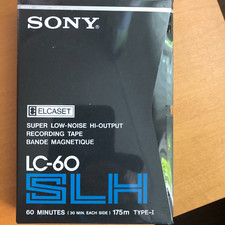 SONY
ELCASET
SUPER LOW-NOISE HI-OUTPUT
RECORDING TAPE
BANDE MAGNETIQUE
LC-60
SLH
60 MINUTES (30 MIN. EACH SIDE) 175m TYPE-I